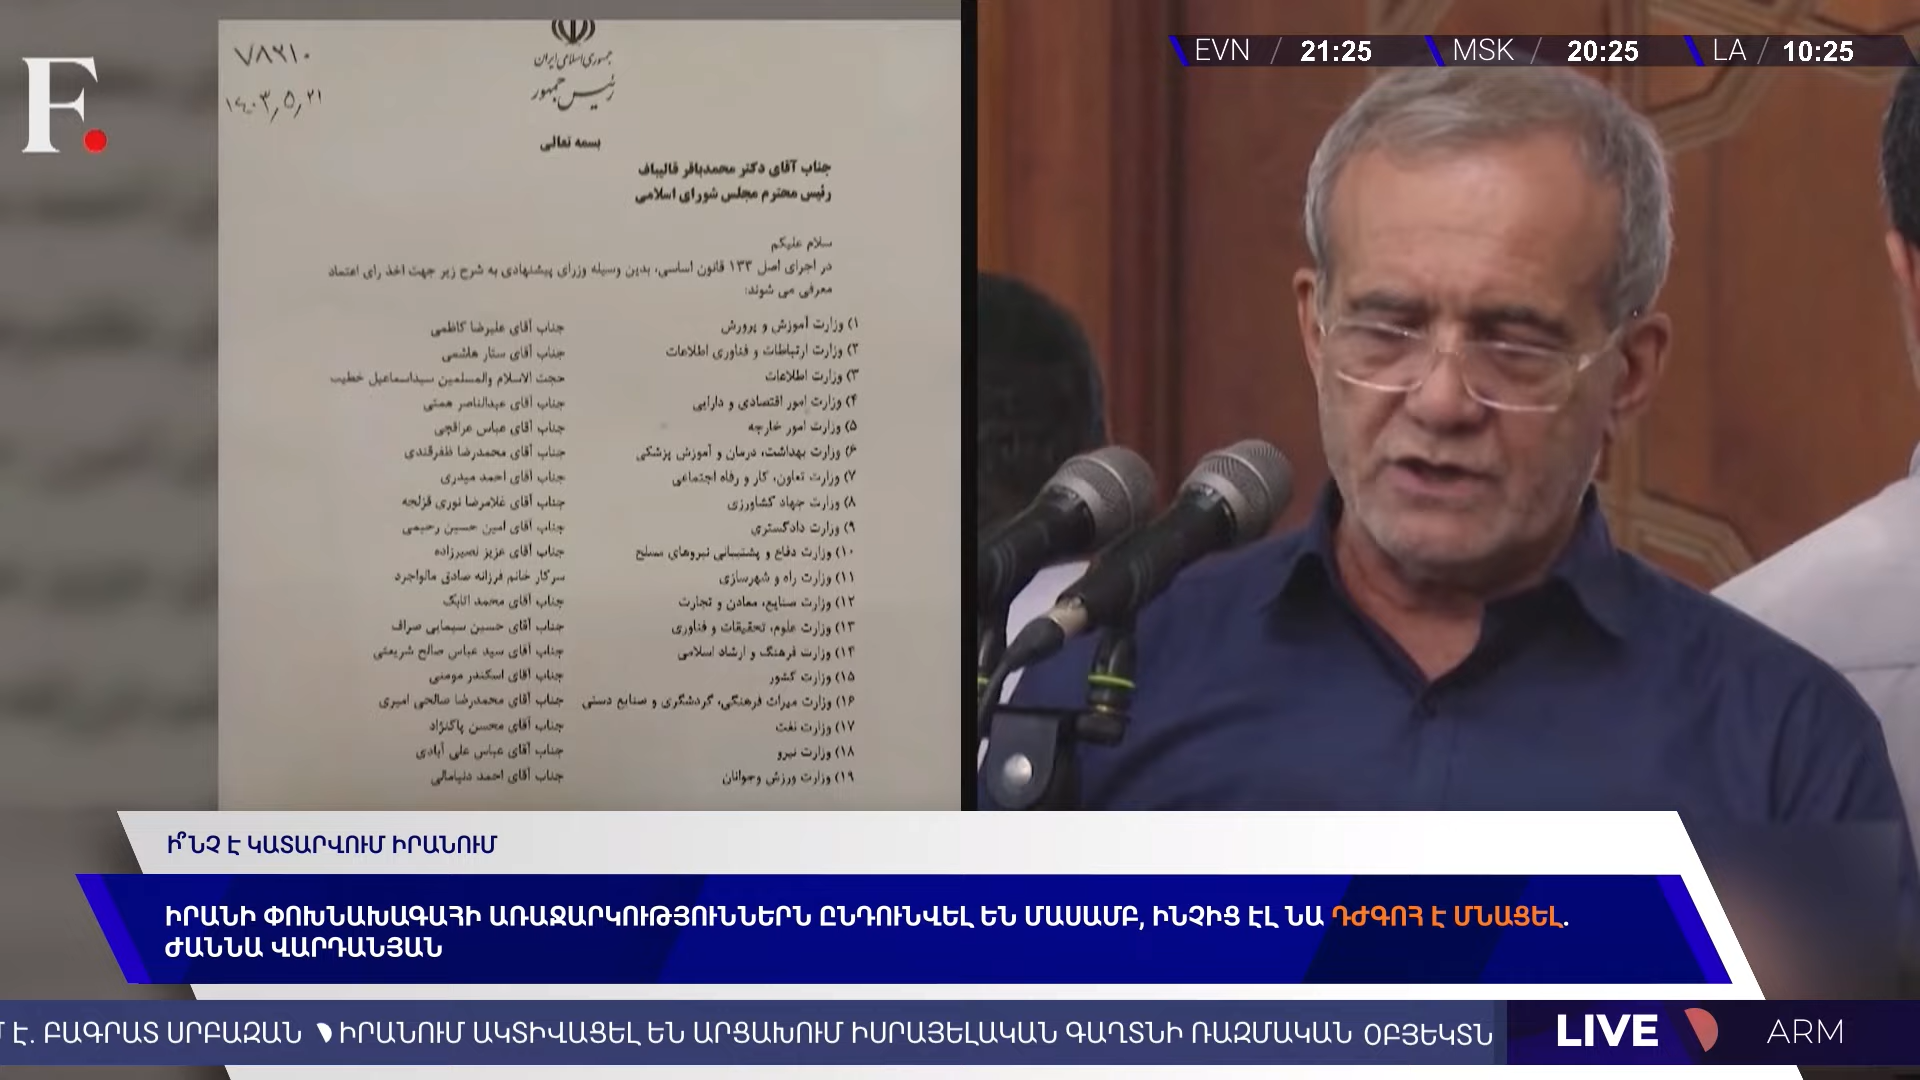 F.
EVN / 21:25 MSK / 20:25 LA / 10:25
۷۸۲۱۰
۱۴۰۳٫۵٫۲۱
جمهوری اسلامی ایران
رئیس جمهور
بسمه تعالی
جناب آقای دکتر محمدباقر قالیباف
رئیس محترم مجلس شورای اسلامی
سلام علیکم
در اجرای اصل ۱۳۳ قانون اساسی، بدین وسیله وزرای پیشنهادی به شرح زیر جهت اخذ رای اعتماد
معرفی می شوند:
۱) وزارت آموزش و پرورش جناب آقای علیرضا کاظمی
۲) وزارت ارتباطات و فناوری اطلاعات جناب آقای ستار هاشمی
۳) وزارت اطلاعات حجت الاسلام والمسلمین سیداسماعیل خطیب
۴) وزارت امور اقتصادی و دارایی جناب آقای عبدالناصر همتی
۵) وزارت امور خارجه جناب آقای عباس عراقچی
۶) وزارت بهداشت، درمان و آموزش پزشکی جناب آقای محمدرضا ظفرقندی
۷) وزارت تعاون، کار و رفاه اجتماعی جناب آقای احمد میدری
۸) وزارت جهاد کشاورزی جناب آقای غلامرضا نوری قزلجه
۹) وزارت دادگستری جناب آقای امین حسین رحیمی
۱۰) وزارت دفاع و پشتیبانی نیروهای مسلح جناب آقای عزیز نصیرزاده
۱۱) وزارت راه و شهرسازی سرکار خانم فرزانه صادق مالواجرد
۱۲) وزارت صنایع، معادن و تجارت جناب آقای محمد اتابک
۱۳) وزارت علوم، تحقیقات و فناوری جناب آقای حسین سیمایی صراف
۱۴) وزارت فرهنگ و ارشاد اسلامی جناب آقای سید عباس صالح شریعتی
۱۵) وزارت کشور جناب آقای اسکندر مومنی
۱۶) وزارت میراث فرهنگی، گردشگری و صنایع دستی جناب آقای محمدرضا صالحی امیری
۱۷) وزارت نفت جناب آقای محسن پاکنژاد
۱۸) وزارت نیرو جناب آقای عباس علی آبادی
۱۹) وزارت ورزش وجوانان جناب آقای احمد دنیامالی
Ի՞ՆՉ Է ԿԱՏԱՐՎՈՒՄ ԻՐԱՆՈՒՄ
ԻՐԱՆԻ ՓՈԽՆԱԽԱԳԱՀԻ ԱՌԱՋԱՐԿՈՒԹՅՈՒՆՆԵՐՆ ԸՆԴՈՒՆՎԵԼ ԵՆ ՄԱՍԱՄԲ, ԻՆՉԻՑ ԷԼ ՆԱ ԴԺԳՈՀ Է ՄՆԱՑԵԼ.
ԺԱՆՆԱ ՎԱՐԴԱՆՅԱՆ
Է. ԲԱԳՐԱՏ ՍՐԲԱԶԱՆ ԻՐԱՆՈՒՄ ԱԿՏԻՎԱՑԵԼ ԵՆ ԱՐՑԱԽՈՒՄ ԻՍՐԱՅԵԼԱԿԱՆ ԳԱՂՏՆԻ ՌԱԶՄԱԿԱՆ ՕԲՅԵԿՏՆ
LIVE ARM